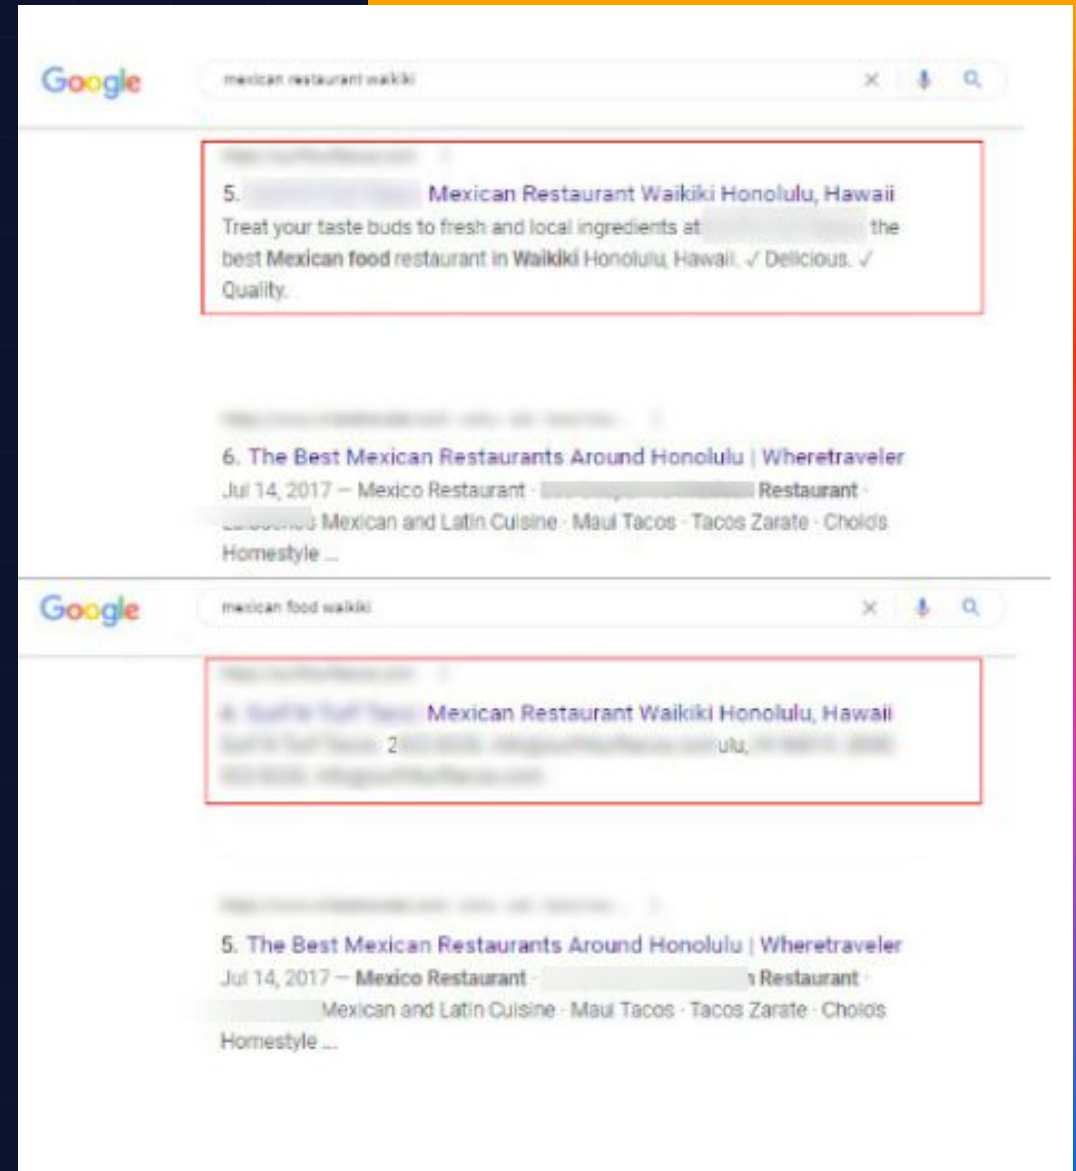 Google
mexican restaurant waikiki
5. Mexican Restaurant Waikiki Honolulu, Hawaii
Treat your taste buds to fresh and local ingredients at the
best Mexican food restaurant in Waikiki Honolulu, Hawaii. ✓ Delicious. ✓
Quality.
6. The Best Mexican Restaurants Around Honolulu | Wheretraveler
Jul 14, 2017 — Mexico Restaurant · Restaurant ·
Mexican and Latin Cuisine · Maui Tacos · Tacos Zarate · Cholo's
Homestyle ...
Google
mexican food waikiki
Mexican Restaurant Waikiki Honolulu, Hawaii
2 ulu,
5. The Best Mexican Restaurants Around Honolulu | Wheretraveler
Jul 14, 2017 — Mexico Restaurant · Restaurant ·
Mexican and Latin Cuisine · Maui Tacos · Tacos Zarate · Cholo's
Homestyle ...